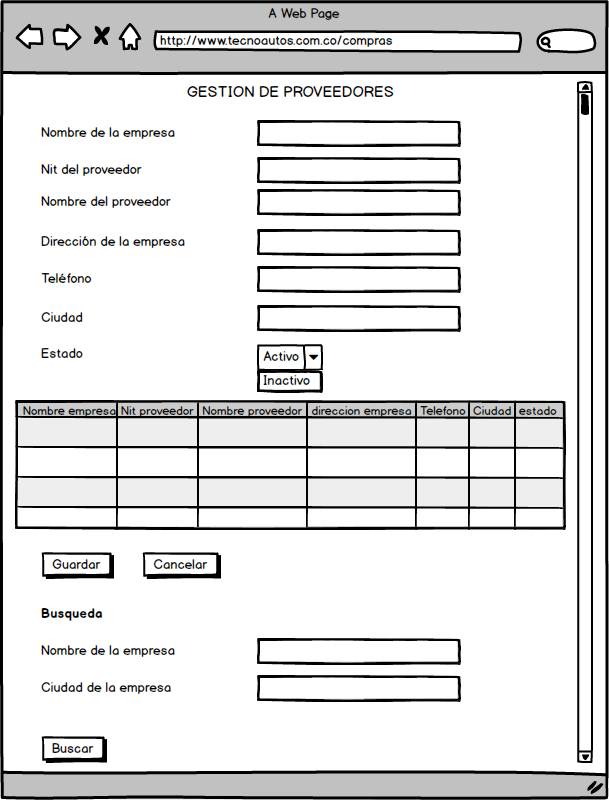 A Web Page
http://www.tecnoautos.com.co/compras
GESTION DE PROVEEDORES
Nombre de la empresa
Nit del proveedor
Nombre del proveedor
Dirección de la empresa
Teléfono
Ciudad
Estado Activo
Inactivo
Nombre empresa Nit proveedor Nombre proveedor direccion empresa Telefono Ciudad estado
Guardar Cancelar
Busqueda
Nombre de la empresa
Ciudad de la empresa
Buscar